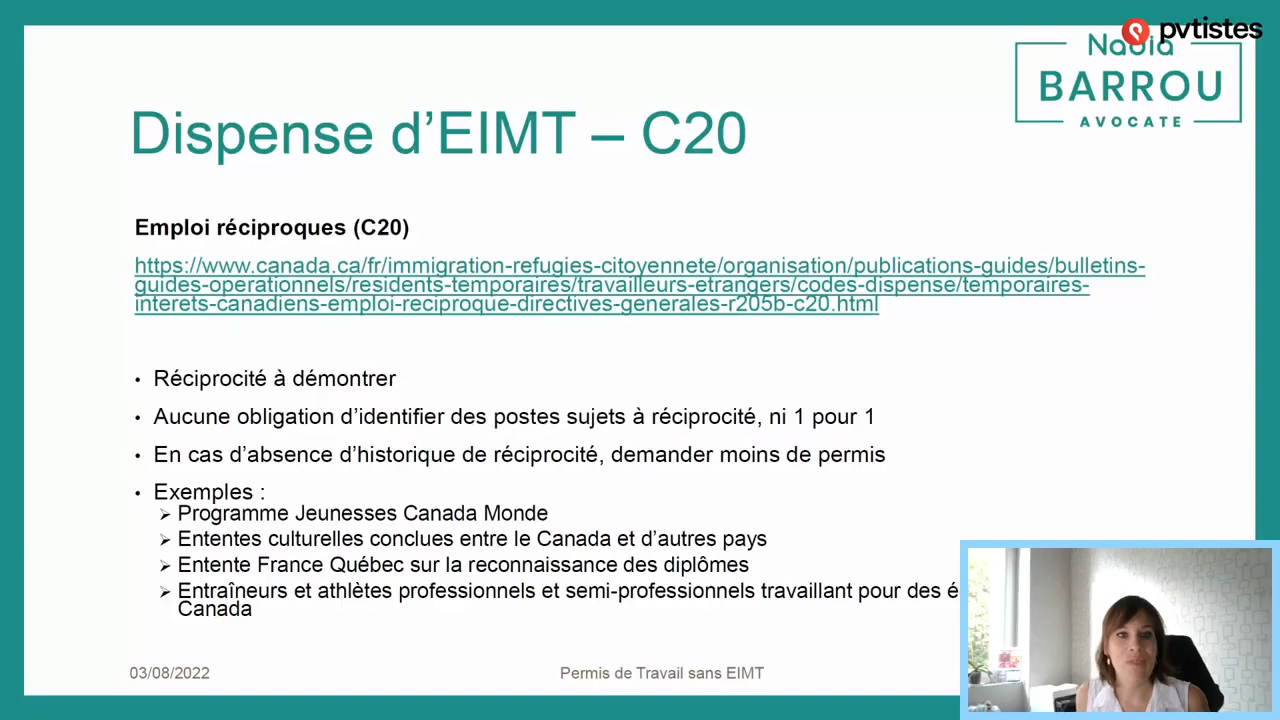 pvtistes
Nadia
BARROU
AVOCATE
Dispense d’EIMT – C20
Emploi réciproques (C20)
https://www.canada.ca/fr/immigration-refugies-citoyennete/organisation/publications-guides/bulletins-
guides-operationnels/residents-temporaires/travailleurs-etrangers/codes-dispense/temporaires-
interets-canadiens-emploi-reciproque-directives-generales-r205b-c20.html
• Réciprocité à démontrer
• Aucune obligation d’identifier des postes sujets à réciprocité, ni 1 pour 1
• En cas d’absence d’historique de réciprocité, demander moins de permis
• Exemples :
➢ Programme Jeunesses Canada Monde
➢ Ententes culturelles conclues entre le Canada et d’autres pays
➢ Entente France Québec sur la reconnaissance des diplômes
➢ Entraîneurs et athlètes professionnels et semi-professionnels travaillant pour des
Canada
03/08/2022
Permis de Travail sans EIMT